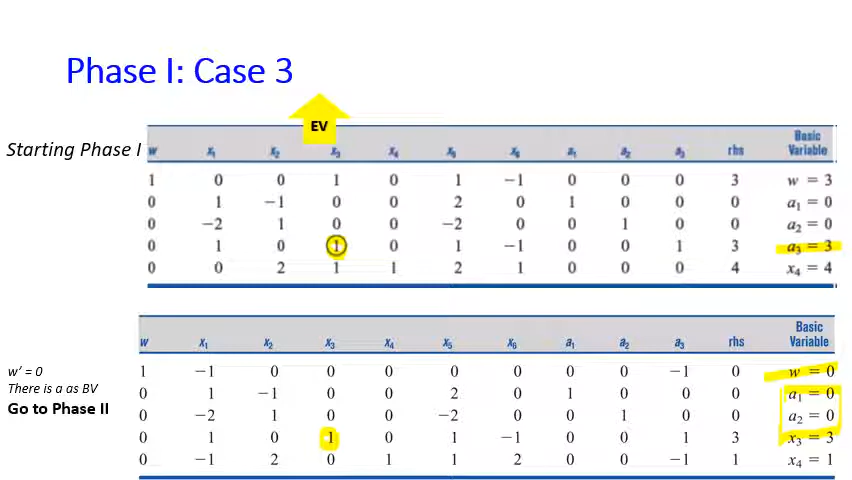 Phase I: Case 3
EV
Starting Phase I
w x₁ x₂ x₃ x₄ x₅ x₆ a₁ a₂ a₃ rhs Basic Variable
1 0 0 1 0 1 −1 0 0 0 3 w = 3
0 1 −1 0 0 2 0 1 0 0 0 a₁ = 0
0 −2 1 0 0 −2 0 0 1 0 0 a₂ = 0
0 1 0 1 0 1 −1 0 0 1 3 a₃ = 3
0 0 2 1 1 2 1 0 0 0 4 x₄ = 4
w x₁ x₂ x₃ x₄ x₅ x₆ a₁ a₂ a₃ rhs Basic Variable
w' = 0
There is a as BV
Go to Phase II
1 −1 0 0 0 0 0 0 0 −1 0 w = 0
0 1 −1 0 0 2 0 1 0 0 0 a₁ = 0
0 −2 1 0 0 −2 0 0 1 0 0 a₂ = 0
0 1 0 1 0 1 −1 0 0 1 3 x₃ = 3
0 −1 2 0 1 1 2 0 0 −1 1 x₄ = 1